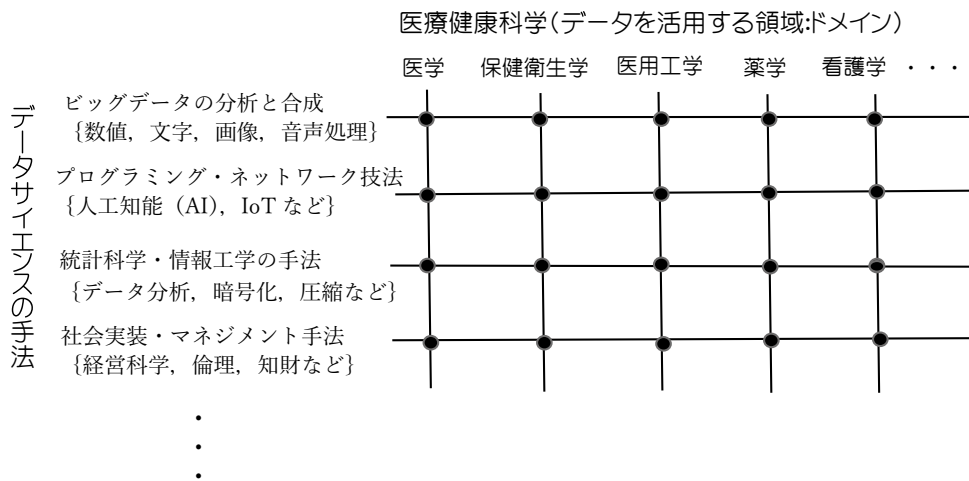 医療健康科学(データを活用する領域:ドメイン)
医学 保健衛生学 医用工学 薬学 看護学 ・・・
データサイエンスの手法
ビッグデータの分析と合成
{数値, 文字, 画像, 音声処理}
プログラミング・ネットワーク技法
{人工知能(AI), IoT など}
統計科学・情報工学の手法
{データ分析, 暗号化, 圧縮など}
社会実装・マネジメント手法
{経営科学, 倫理, 知財など}
・
・
・